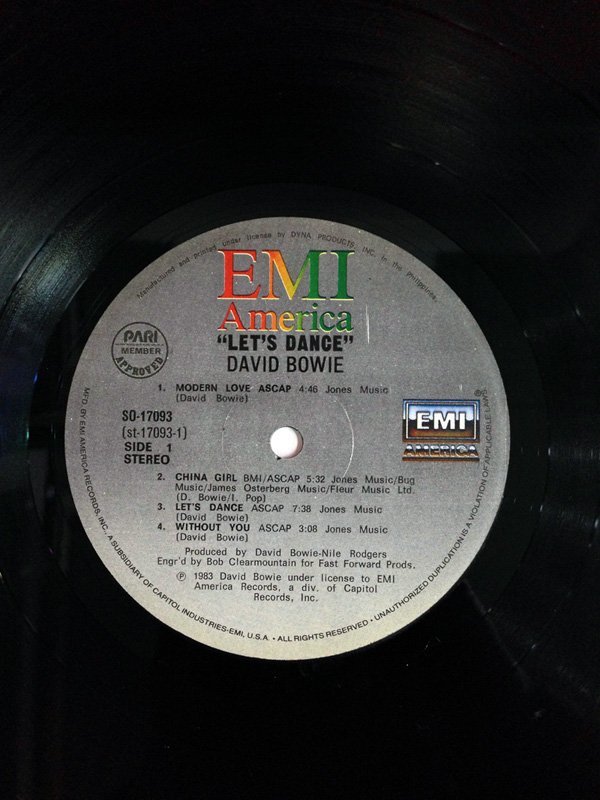 Manufactured and printed under license by DYNA PRODUCTS, INC. in the Philippines.
EMI
America
"LET'S DANCE"
DAVID BOWIE
PARI
MEMBER
APPROVED
1. MODERN LOVE ASCAP 4:46 Jones Music
(David Bowie)
SO-17093
(st-17093-1)
SIDE 1
STEREO
EMI
AMERICA
2. CHINA GIRL BMI/ASCAP 5:32 Jones Music/Bug
Music/James Osterberg Music/Fleur Music Ltd.
(D. Bowie/I. Pop)
3. LET'S DANCE ASCAP 7:38 Jones Music
(David Bowie)
4. WITHOUT YOU ASCAP 3:08 Jones Music
(David Bowie)
Produced by David Bowie-Nile Rodgers
Engr'd by Bob Clearmountain for Fast Forward Prods.
Ⓟ 1983 David Bowie under license to EMI
America Records, a div. of Capitol
Records, Inc.
MFD. BY EMI AMERICA RECORDS, INC. A SUBSIDIARY OF CAPITOL INDUSTRIES-EMI, U.S.A. • ALL RIGHTS RESERVED • UNAUTHORIZED DUPLICATION IS A VIOLATION OF APPLICABLE LAWS